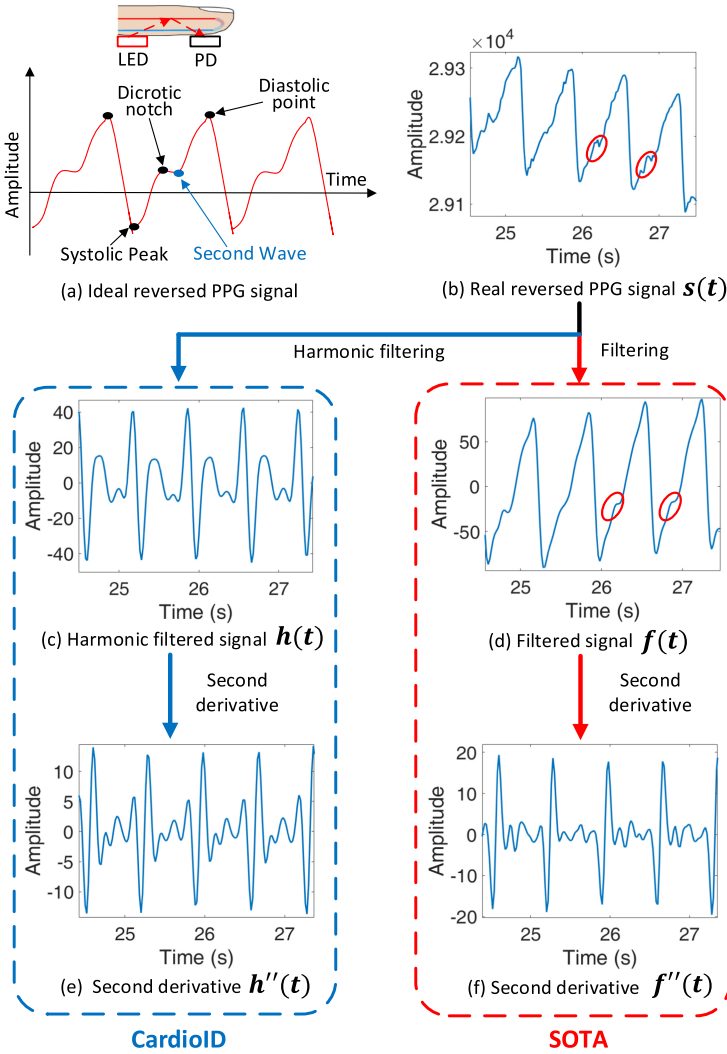 LED
PD
Dicrotic
notch
Diastolic
point
Amplitude
Time
Systolic Peak
Second Wave
(a) Ideal reversed PPG signal
×10⁴
2.93
2.92
2.91
Amplitude
25
26
27
Time (s)
(b) Real reversed PPG signal s(t)
Harmonic filtering
Filtering
40
20
0
-20
-40
Amplitude
25
26
27
Time (s)
(c) Harmonic filtered signal h(t)
50
0
-50
Amplitude
25
26
27
Time (s)
(d) Filtered signal f(t)
Second
derivative
Second
derivative
10
5
0
-5
-10
Amplitude
25
26
27
Time (s)
(e) Second derivative h′′(t)
20
10
0
-10
-20
Amplitude
25
26
27
Time (s)
(f) Second derivative f′′(t)
CardioID
SOTA